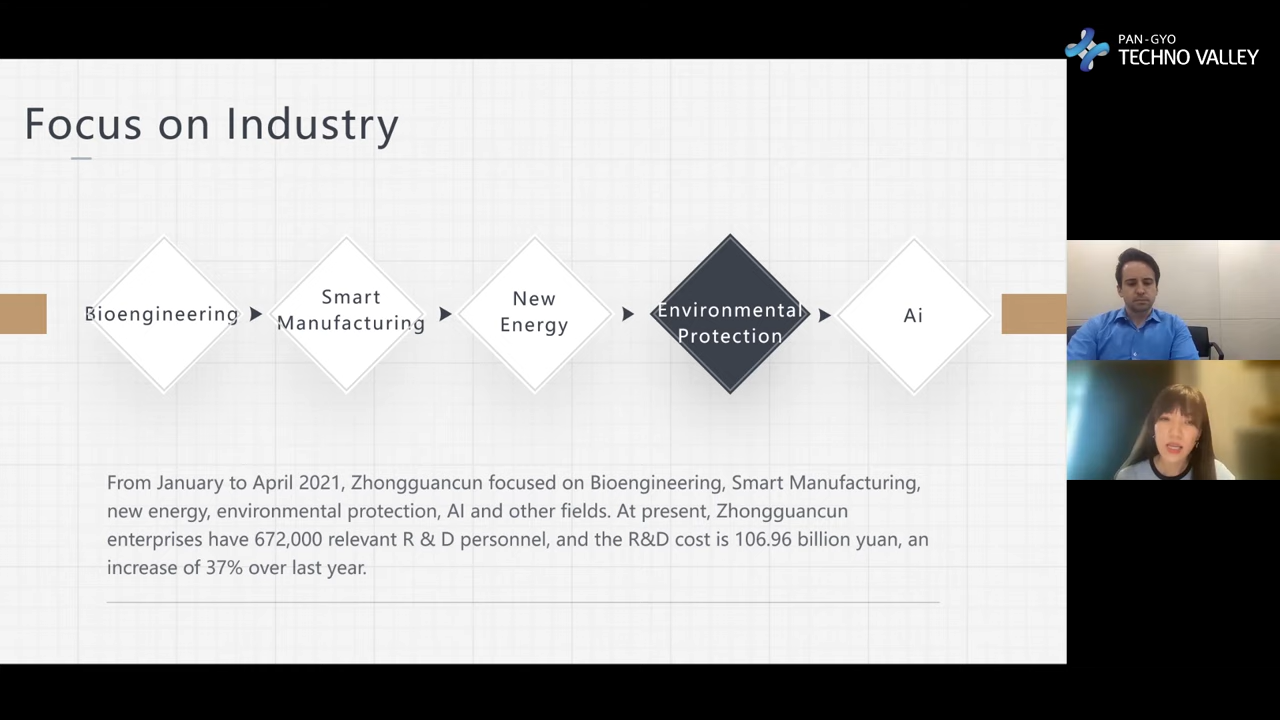 PAN-GYO
TECHNO VALLEY
Focus on Industry
Bioengineering
Smart
Manufacturing
New
Energy
Environmental
Protection
Ai
From January to April 2021, Zhongguancun focused on Bioengineering, Smart Manufacturing,
new energy, environmental protection, AI and other fields. At present, Zhongguancun
enterprises have 672,000 relevant R & D personnel, and the R&D cost is 106.96 billion yuan, an
increase of 37% over last year.